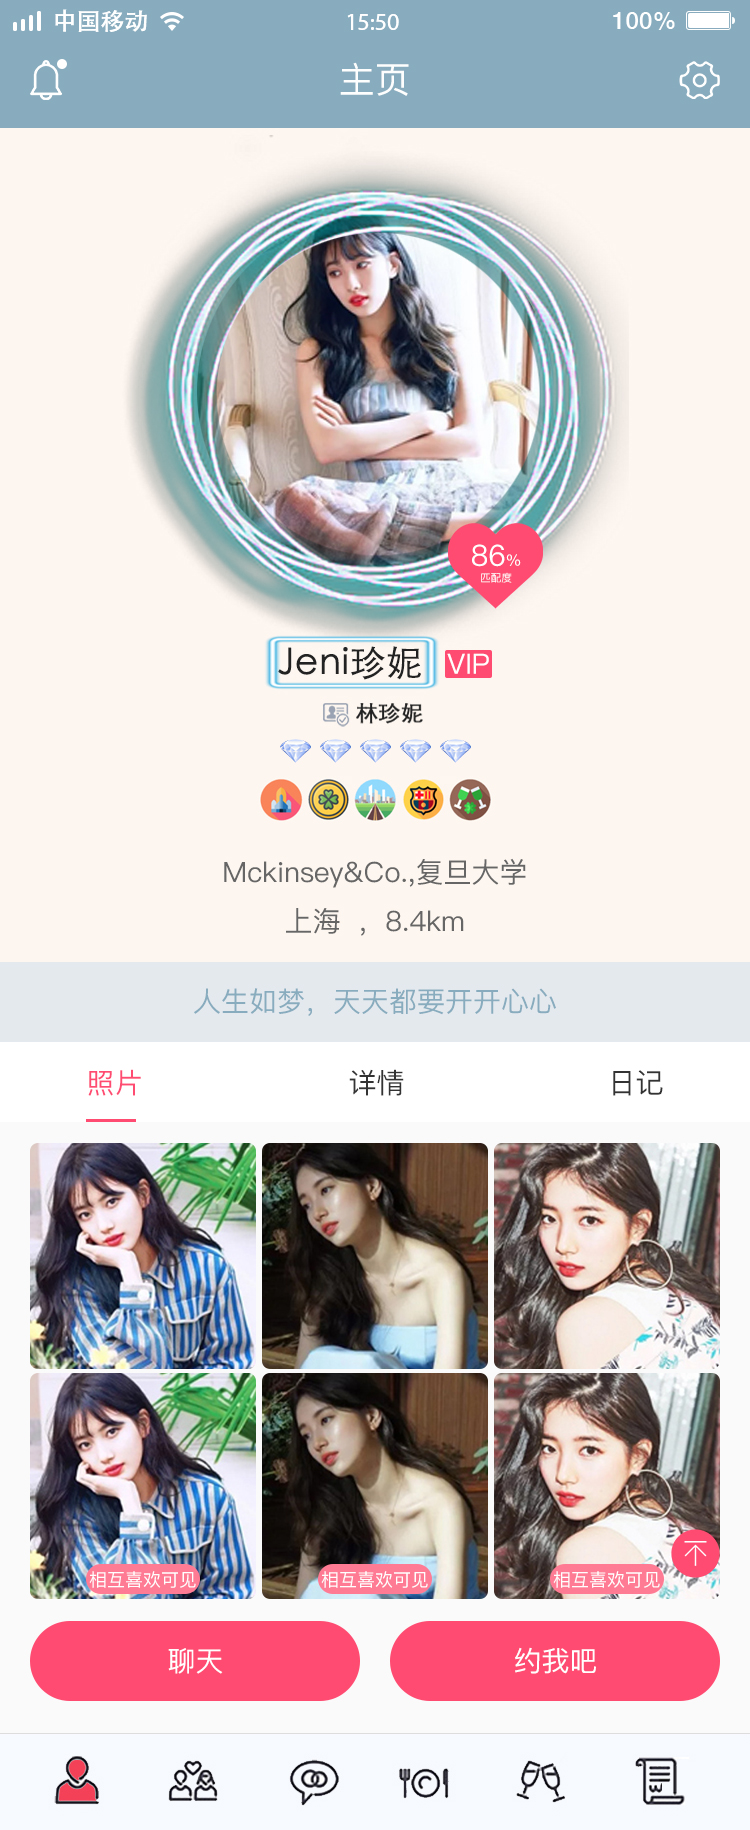 中国移动 15:50 100%
主页
86%
匹配度
Jeni珍妮 VIP
林珍妮
Mckinsey&Co.,复旦大学
上海 ，8.4km
人生如梦，天天都要开开心心
照片 详情 日记
相互喜欢可见 相互喜欢可见 相互喜欢可见
聊天 约我吧